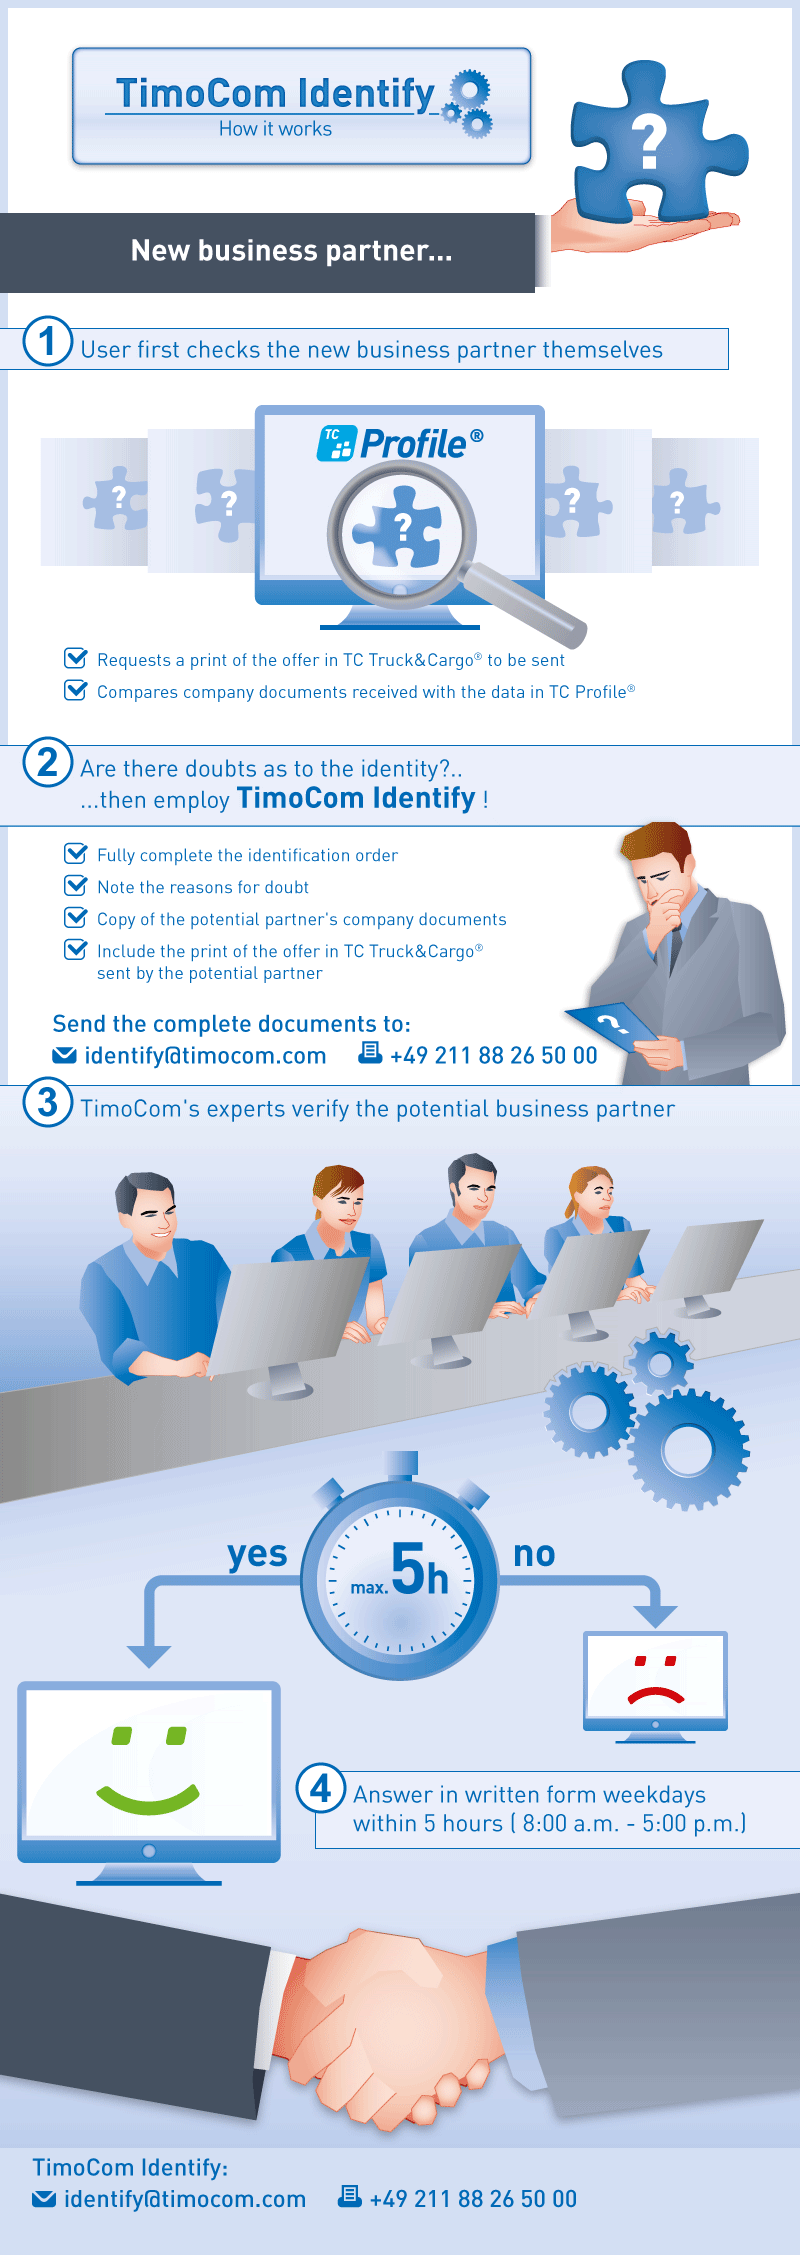 TimoCom Identify
How it works
?
New business partner...
1 User first checks the new business partner themselves
TC Profile®
? ? ? ? ?
Requests a print of the offer in TC Truck&Cargo® to be sent
Compares company documents received with the data in TC Profile®
2 Are there doubts as to the identity?..
...then employ TimoCom Identify !
Fully complete the identification order
Note the reasons for doubt
Copy of the potential partner's company documents
Include the print of the offer in TC Truck&Cargo®
sent by the potential partner
Send the complete documents to:
identify@timocom.com +49 211 88 26 50 00
?
3 TimoCom's experts verify the potential business partner
yes max. 5h no
4 Answer in written form weekdays
within 5 hours ( 8:00 a.m. - 5:00 p.m.)
TimoCom Identify:
identify@timocom.com +49 211 88 26 50 00